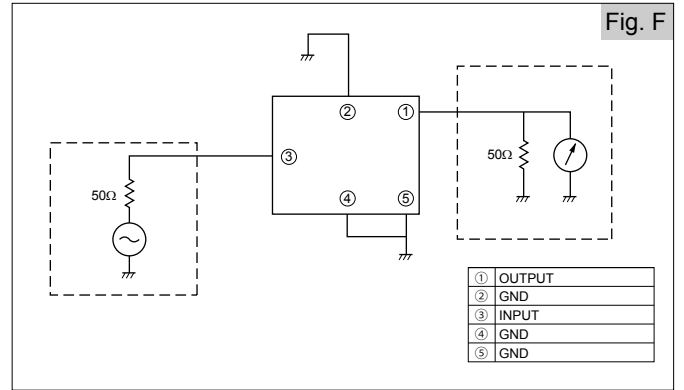 Fig. F
② ①
③
50Ω
50Ω
④ ⑤
① OUTPUT
② GND
③ INPUT
④ GND
⑤ GND